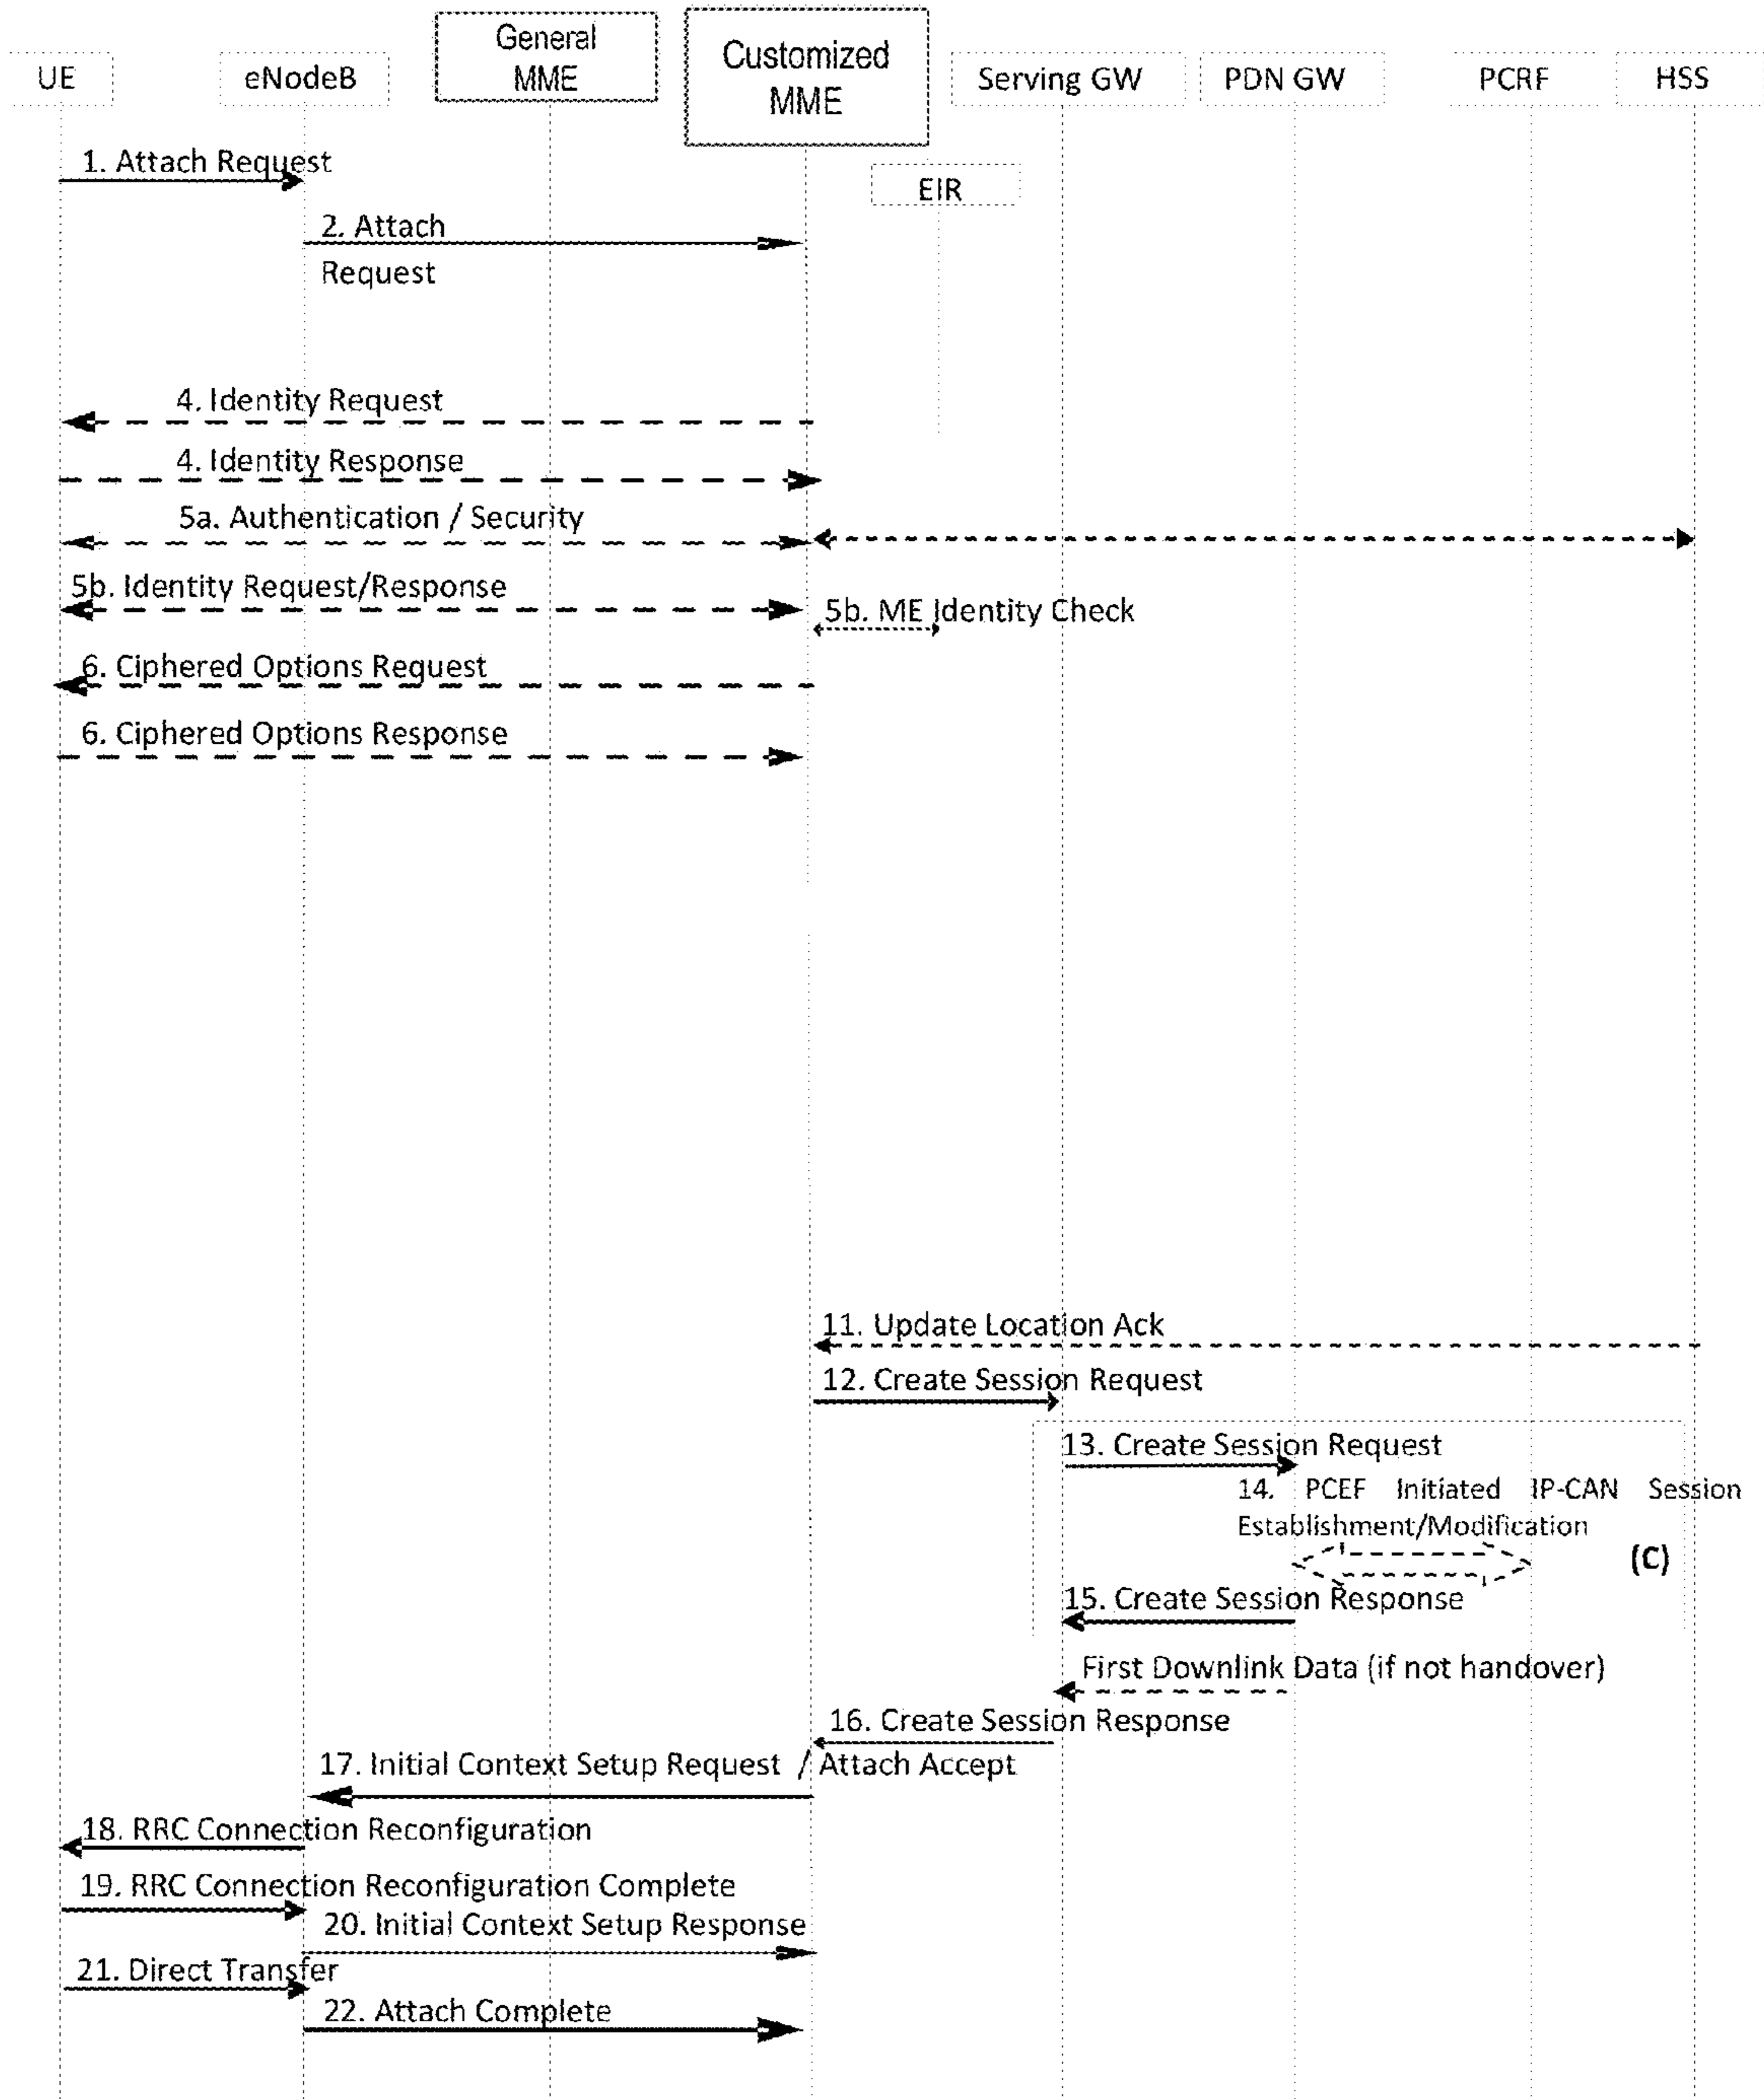 UE
eNodeB
General
MME
Customized
MME
Serving GW
PDN GW
PCRF
HSS
1. Attach Request
EIR
2. Attach
Request
4. Identity Request
4. Identity Response
5a. Authentication / Security
5b. Identity Request/Response
5b. ME Identity Check
6. Ciphered Options Request
6. Ciphered Options Response
11. Update Location Ack
12. Create Session Request
13. Create Session Request
14. PCEF Initiated IP-CAN Session
Establishment/Modification
(C)
15. Create Session Response
First Downlink Data (if not handover)
16. Create Session Response
17. Initial Context Setup Request / Attach Accept
18. RRC Connection Reconfiguration
19. RRC Connection Reconfiguration Complete
20. Initial Context Setup Response
21. Direct Transfer
22. Attach Complete